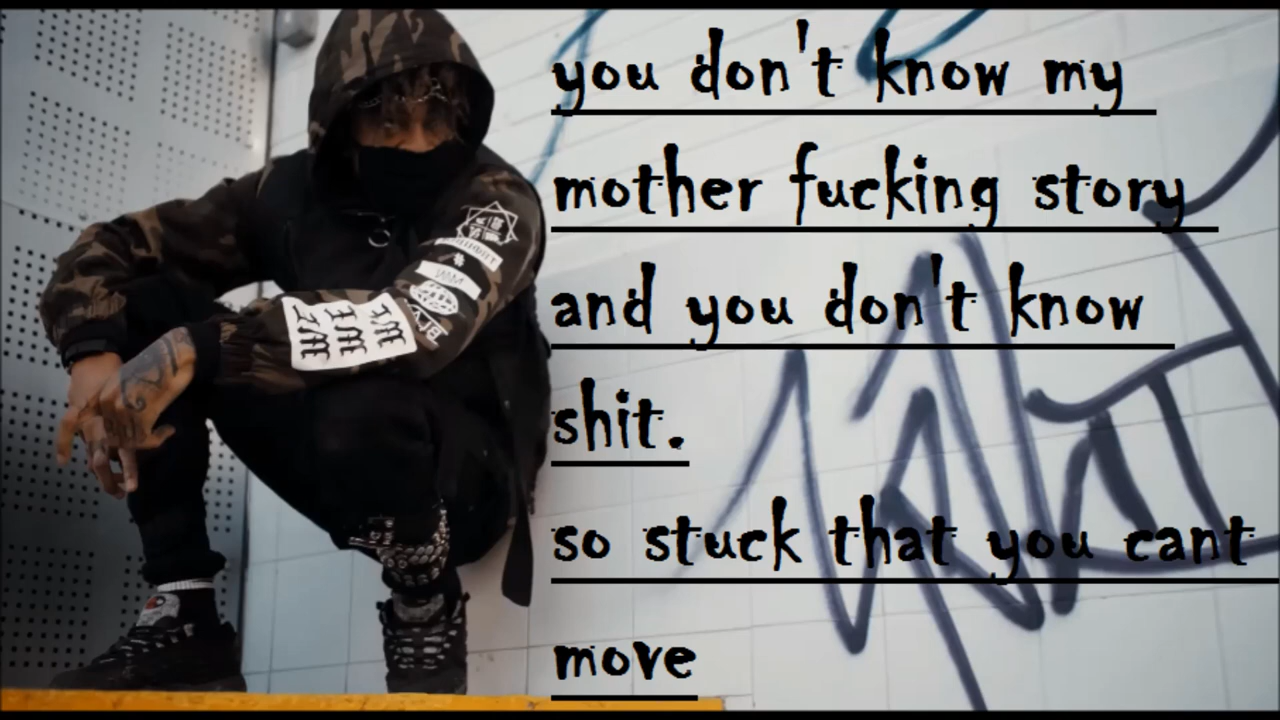 you don't know my
mother fucking story
and you don't know
shit.
so stuck that you cant
move